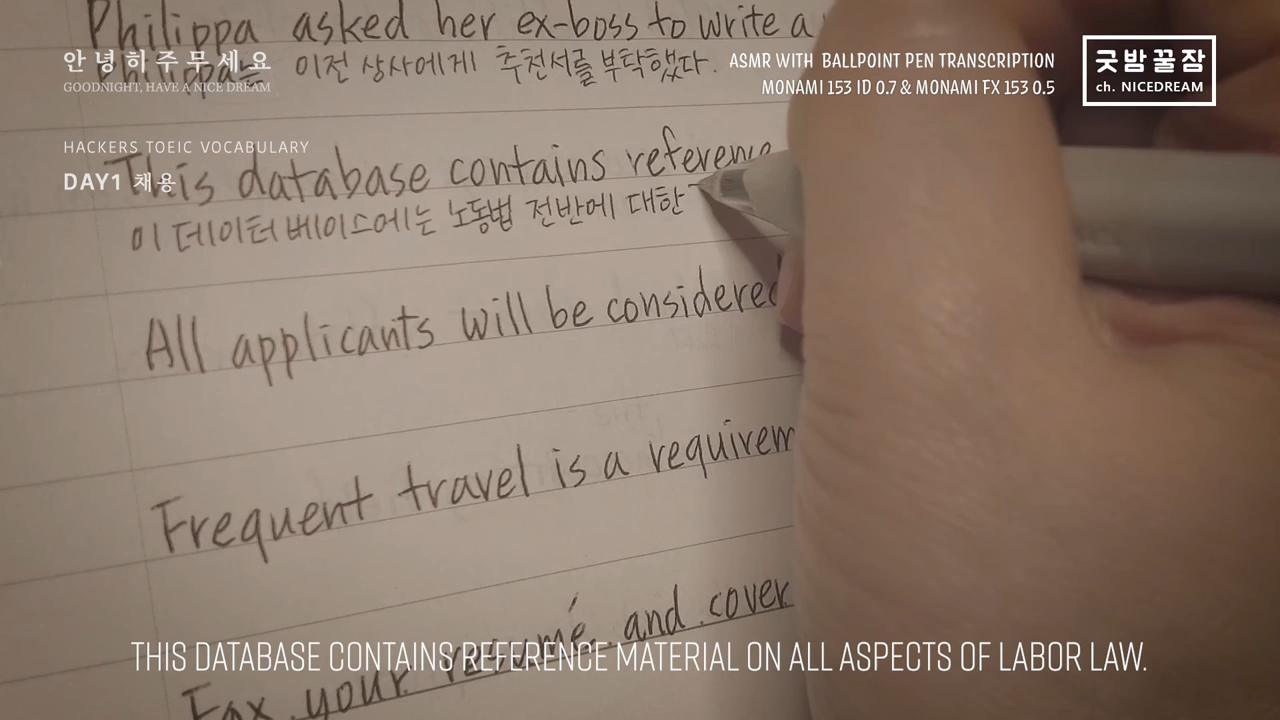 Philippa asked her ex-boss to write a
Philippa는 이전 상사에게 추천서를 부탁했다.
안녕히주무세요
GOODNIGHT, HAVE A NICE DREAM
ASMR WITH BALLPOINT PEN TRANSCRIPTION
MONAMI 153 ID 0.7 & MONAMI FX 153 0.5
굿밤꿀잠
ch. NICEDREAM
HACKERS TOEIC VOCABULARY
DAY1 채용
This database contains reference
이 데이터베이스에는 노동법 전반에 대한
All applicants will be considered
Frequent travel is a requirem
Fax your resumé and cover
THIS DATABASE CONTAINS REFERENCE MATERIAL ON ALL ASPECTS OF LABOR LAW.